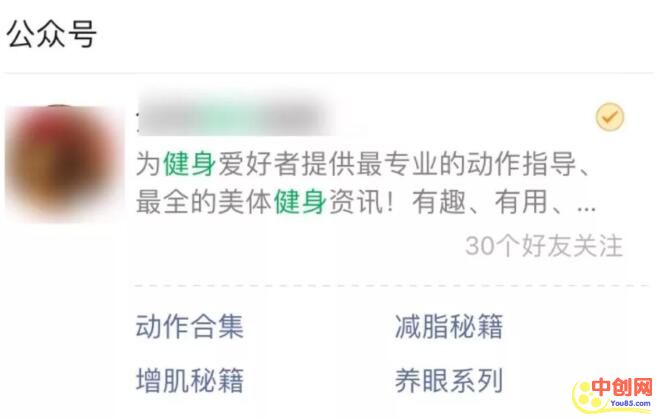 公众号
为健身爱好者提供最专业的动作指导、
最全的美体健身资讯！有趣、有用、...
30个好友关注
动作合集 减脂秘籍
增肌秘籍 养眼系列
中创网
You85.com